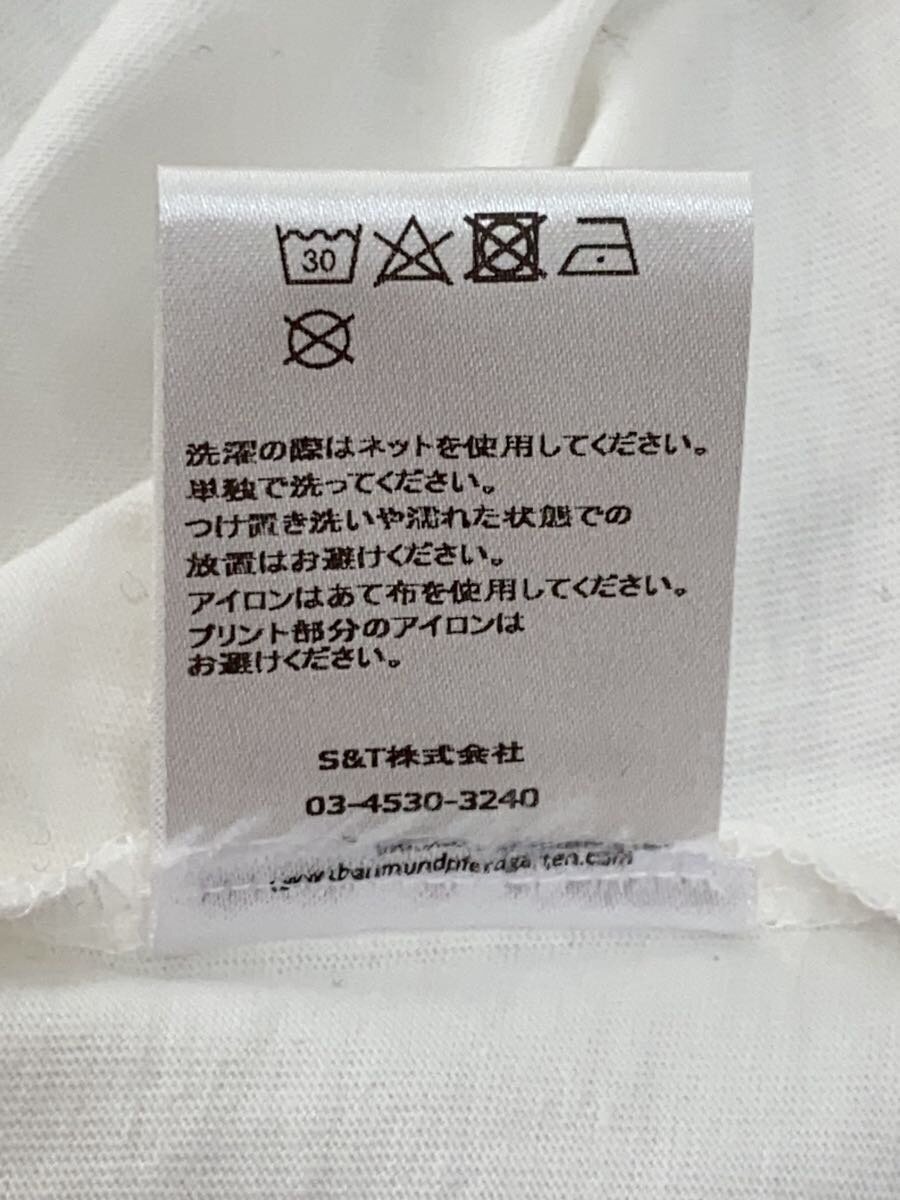 30
洗濯の際はネットを使用してください。
単独で洗ってください。
つけ置き洗いや濡れた状態での
放置はお避けください。
アイロンはあて布を使用してください。
プリント部分のアイロンは
お避けください。
S&T株式会社
03-4530-3240
www.baumundpferdgarten.com